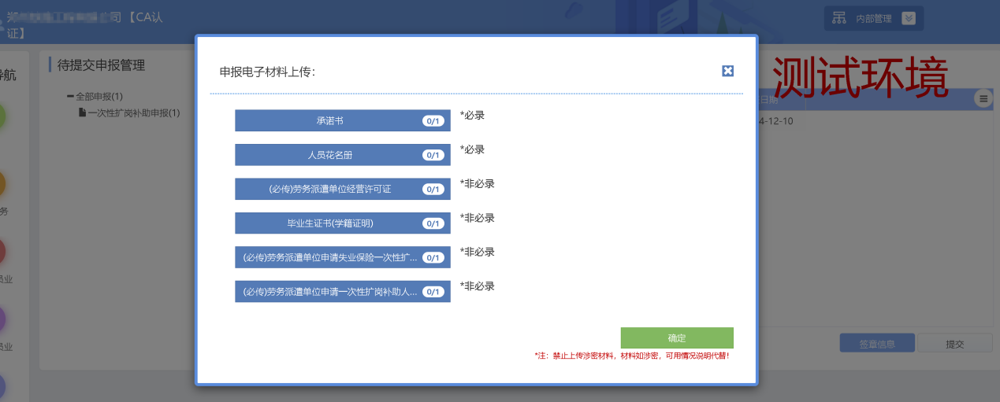 司【CA认
证】
内部管理
导航
待提交申报管理
全部申报(1)
一次性扩岗补助申报(1)
测试环境
日期
4-12-10
务
员业
员业
申报电子材料上传：
承诺书 0/1 *必录
人员花名册 0/1 *必录
(必传)劳务派遣单位经营许可证 0/1 *非必录
毕业生证书(学籍证明) 0/1 *非必录
(必传)劳务派遣单位申请失业保险一次性扩... 0/1 *非必录
(必传)劳务派遣单位申请一次性扩岗补助人... 0/1 *非必录
确定
*注：禁止上传涉密材料，材料如涉密，可用情况说明代替！
签章信息
提交